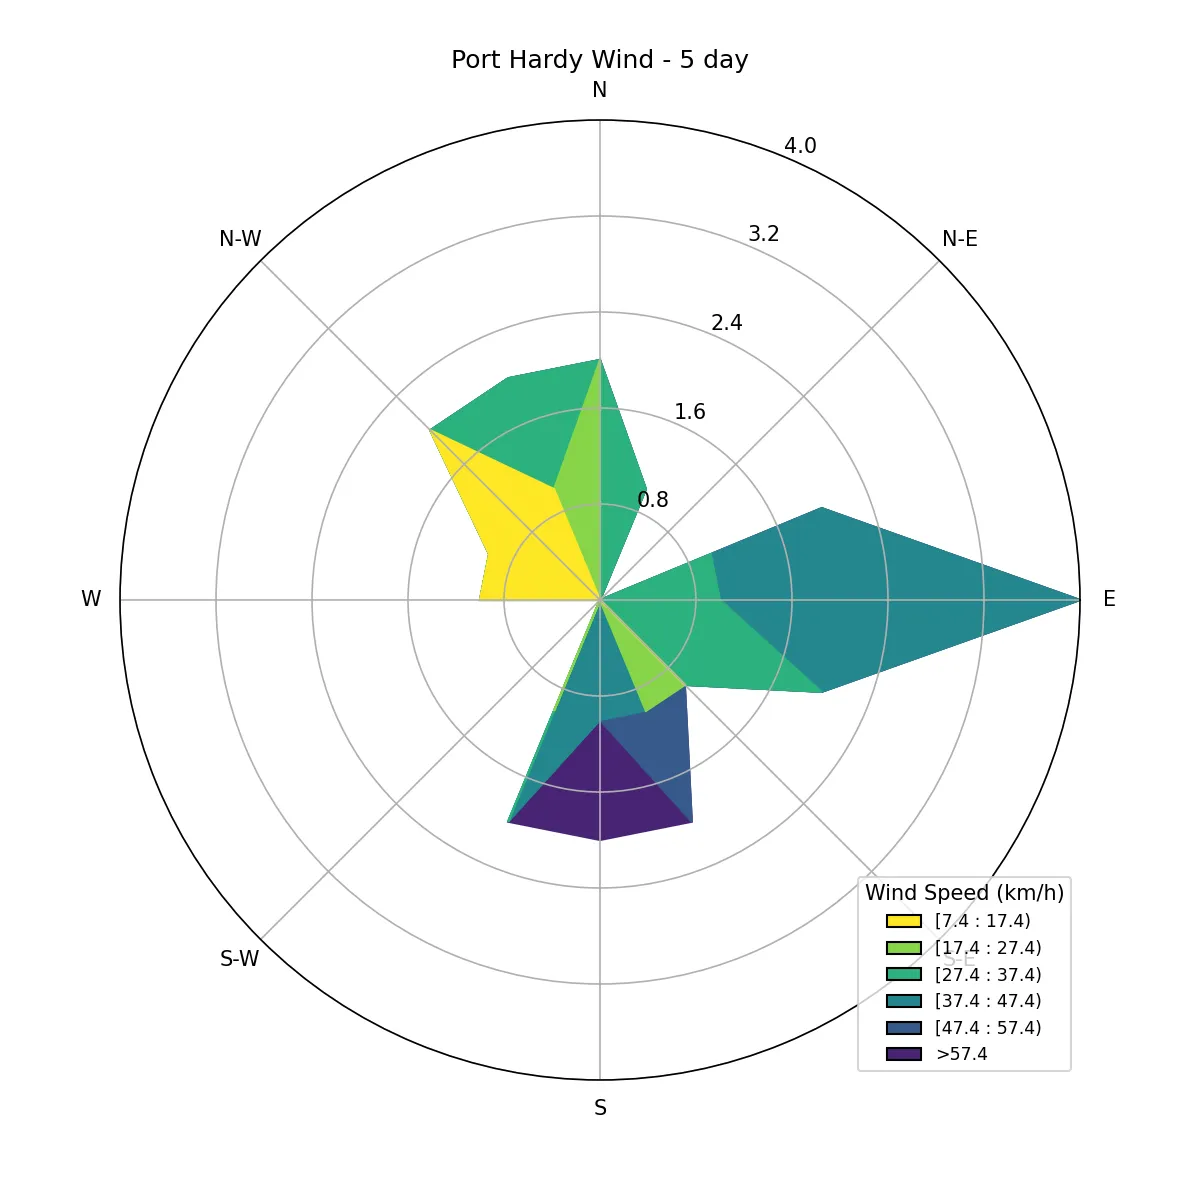 Port Hardy Wind - 5 day
N
4.0
N-W
3.2
N-E
2.4
1.6
0.8
W
E
S-W
S-E
S
Wind Speed (km/h)
[7.4 : 17.4)
[17.4 : 27.4)
[27.4 : 37.4)
[37.4 : 47.4)
[47.4 : 57.4)
>57.4